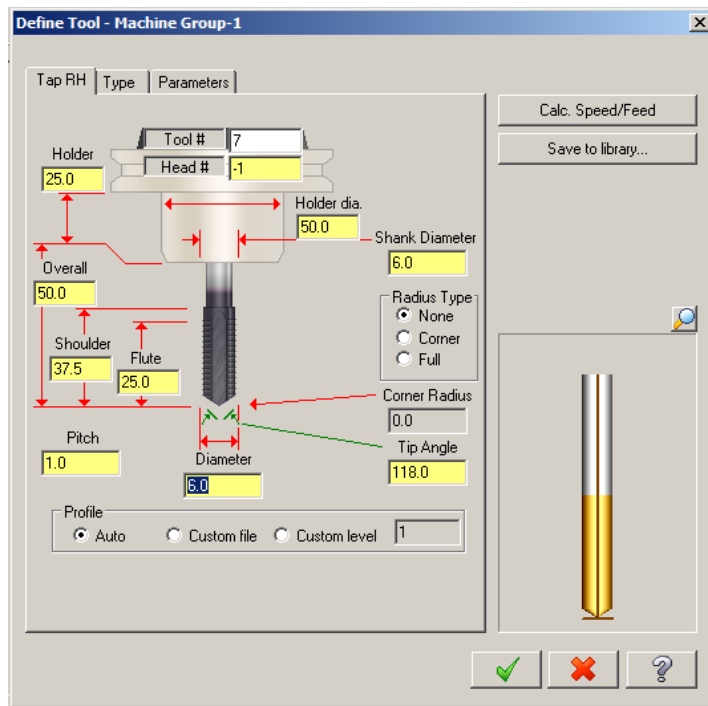 Define Tool - Machine Group-1
Tap RH Type Parameters
Calc. Speed/Feed
Save to library...
Tool # 7
Head # -1
Holder
25.0
Holder dia.
50.0
Shank Diameter
6.0
Overall
50.0
Radius Type
None
Corner
Full
Shoulder
37.5
Flute
25.0
Corner Radius
0.0
Pitch
1.0
Tip Angle
118.0
Diameter
6.0
Profile
Auto Custom file Custom level 1